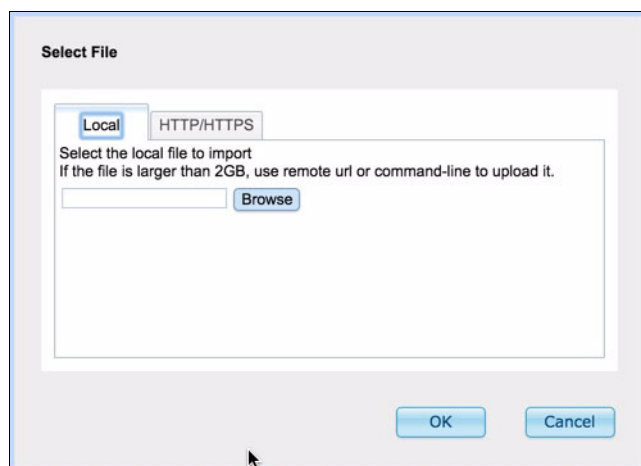 Select File
Local HTTP/HTTPS
Select the local file to import
If the file is larger than 2GB, use remote url or command-line to upload it.
Browse
OK Cancel